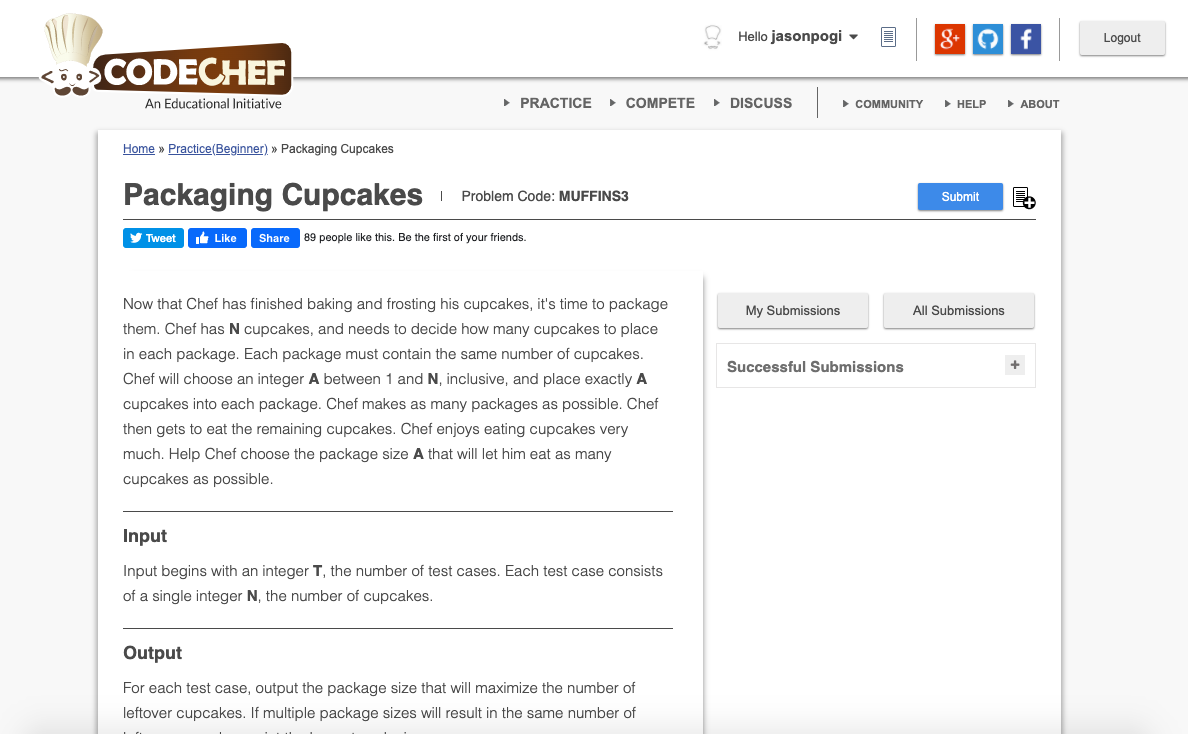 Hello jasonpogi
Logout
CODECHEF
An Educational Initiative
PRACTICE COMPETE DISCUSS COMMUNITY HELP ABOUT
Home » Practice(Beginner) » Packaging Cupcakes
Packaging Cupcakes
Problem Code: MUFFINS3
Submit
Tweet Like Share 89 people like this. Be the first of your friends.
Now that Chef has finished baking and frosting his cupcakes, it's time to package
them. Chef has N cupcakes, and needs to decide how many cupcakes to place
in each package. Each package must contain the same number of cupcakes.
Chef will choose an integer A between 1 and N, inclusive, and place exactly A
cupcakes into each package. Chef makes as many packages as possible. Chef
then gets to eat the remaining cupcakes. Chef enjoys eating cupcakes very
much. Help Chef choose the package size A that will let him eat as many
cupcakes as possible.
Input
Input begins with an integer T, the number of test cases. Each test case consists
of a single integer N, the number of cupcakes.
Output
For each test case, output the package size that will maximize the number of
leftover cupcakes. If multiple package sizes will result in the same number of
My Submissions
All Submissions
Successful Submissions +